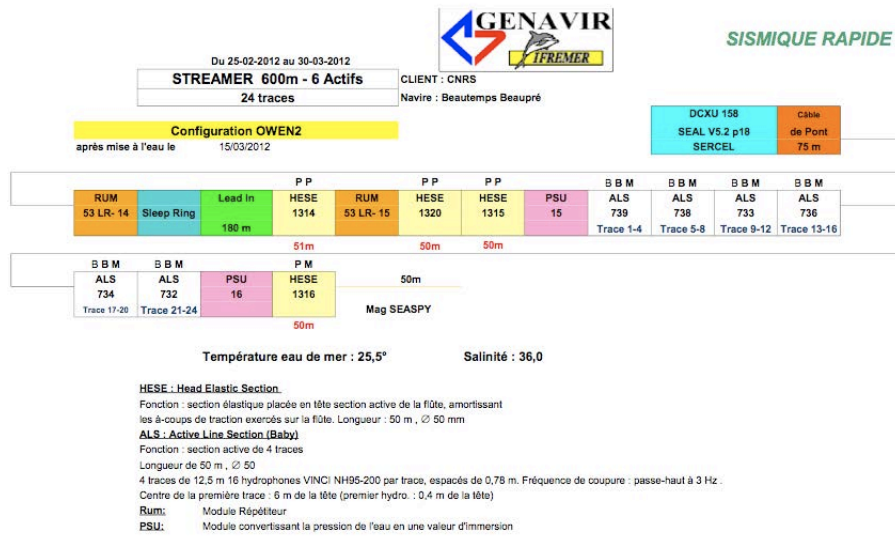 GENAVIR
IFREMER
SISMIQUE RAPIDE
Du 25-02-2012 au 30-03-2012
STREAMER 600m - 6 Actifs
CLIENT : CNRS
24 traces
Navire : Beautemps Beaupré
DCXU 158
SEAL V5.2 p18
SERCEL
Câble
de Pont
75 m
Configuration OWEN2
après mise à l'eau le 15/03/2012
P P P P P P B B M B B M B B M B B M
RUM Lead In HESE RUM HESE HESE PSU ALS ALS ALS ALS
53 LR- 14 Sleep Ring 1314 53 LR- 15 1320 1315 15 739 738 733 736
180 m Trace 1-4 Trace 5-8 Trace 9-12 Trace 13-16
51m 50m 50m
B B M B B M P M
ALS ALS PSU HESE 50m
734 732 16 1316
Trace 17-20 Trace 21-24 Mag SEASPY
50m
Température eau de mer : 25,5° Salinité : 36,0
HESE : Head Elastic Section
Fonction : section élastique placée en tête section active de la flûte, amortissant
les à-coups de traction exercés sur la flûte. Longueur : 50 m , ∅ 50 mm
ALS : Active Line Section (Baby)
Fonction : section active de 4 traces
Longueur de 50 m , ∅ 50
4 traces de 12,5 m 16 hydrophones VINCI NH95-200 par trace, espacés de 0,78 m. Fréquence de coupure : passe-haut à 3 Hz .
Centre de la première trace : 6 m de la tête (premier hydro. : 0,4 m de la tête)
Rum: Module Répétiteur
PSU: Module convertissant la pression de l'eau en une valeur d'immersion